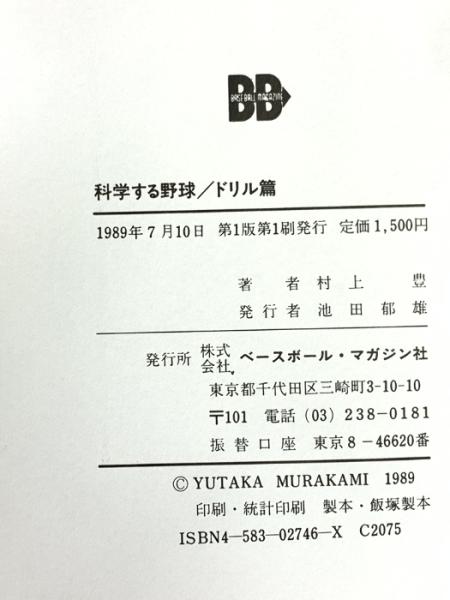 BB
BASEBALL MAGAZINE
科学する野球/ドリル篇
1989年7月10日 第1版第1刷発行 定価1,500円
著者 村上豊
発行者 池田郁雄
発行所 株式会社 ベースボール・マガジン社
東京都千代田区三崎町3-10-10
〒101 電話 (03) 238-0181
振替口座 東京8-46620番
©YUTAKA MURAKAMI 1989
印刷・統計印刷 製本・飯塚製本
ISBN4-583-02746-X C2075